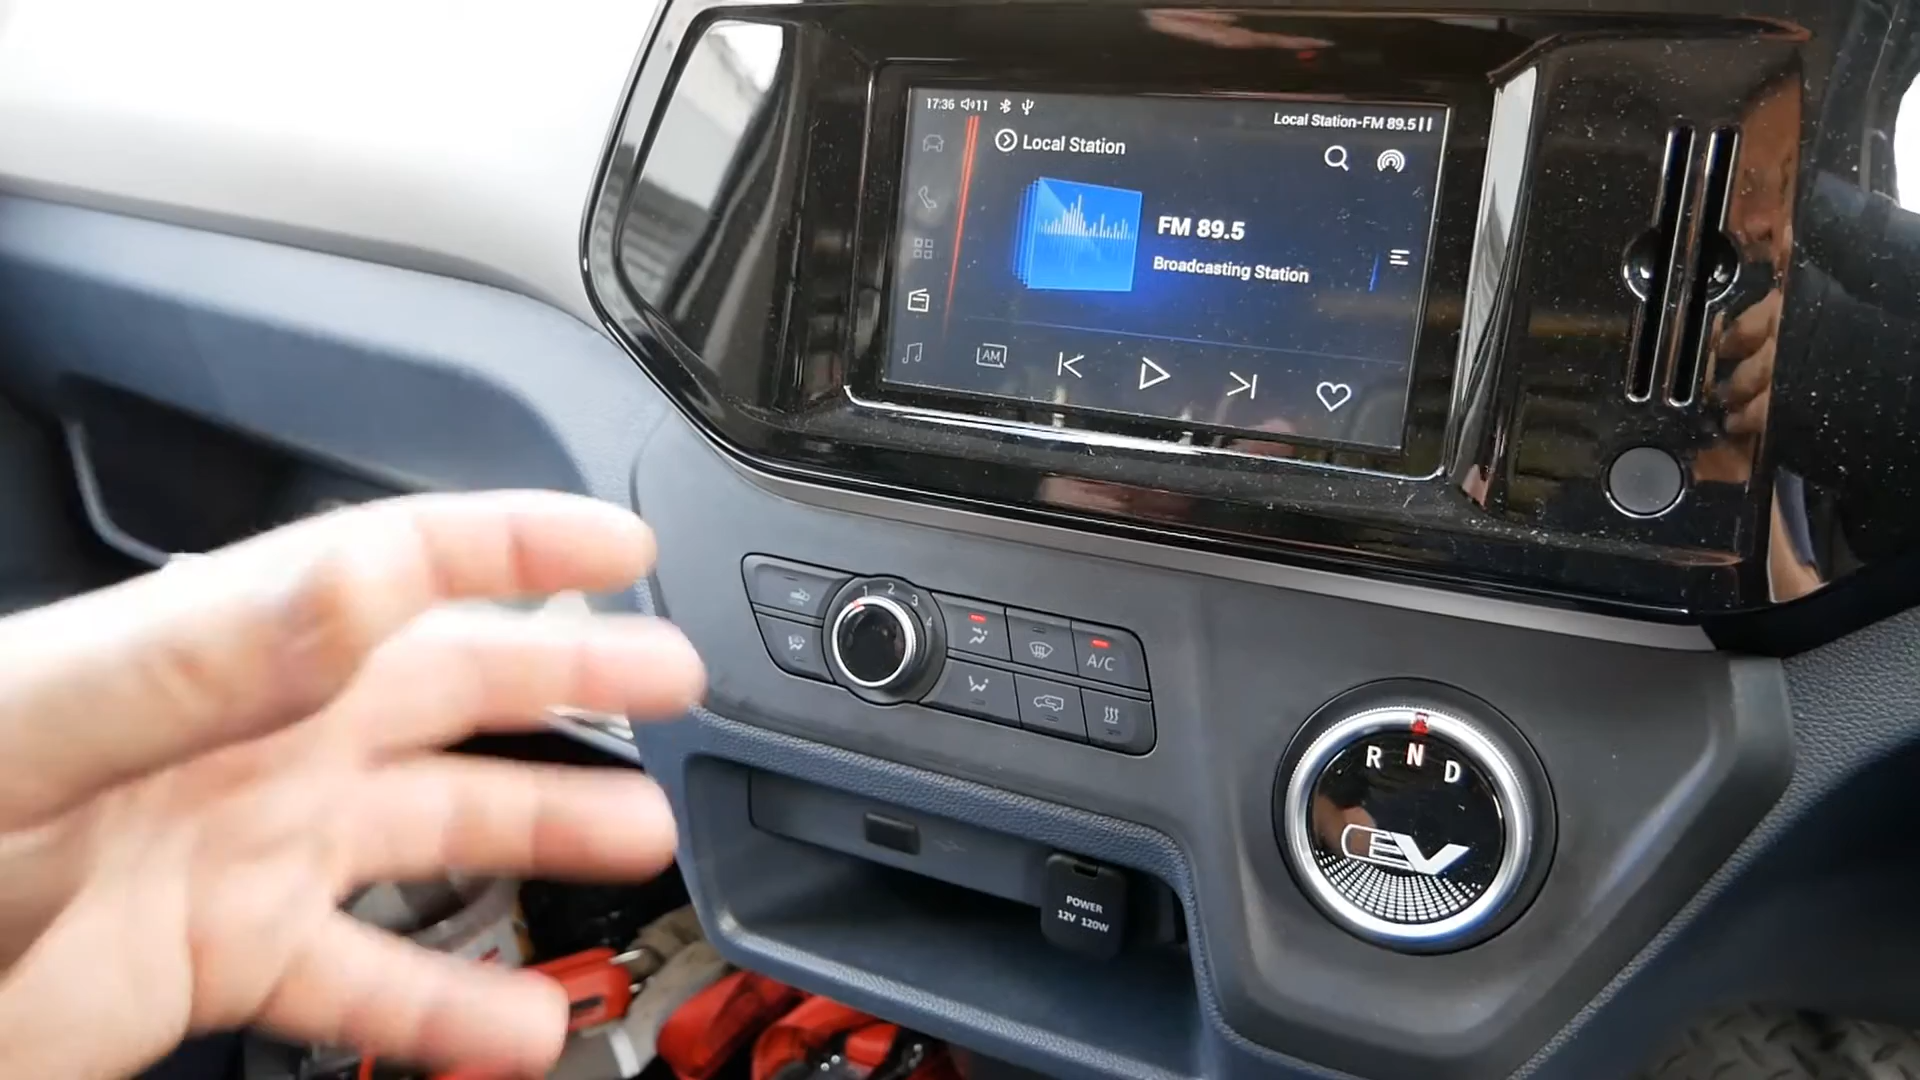 17:36 11
Local Station-FM 89.5
Local Station
FM 89.5
Broadcasting Station
AM
1 2 3 4
A/C
R N D
EV
POWER
12V 120W